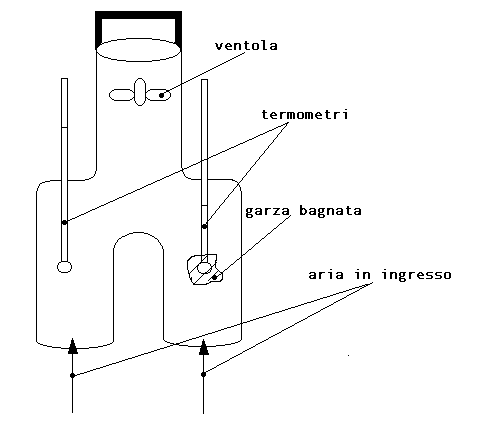 ventola
termometri
garza bagnata
aria in ingresso